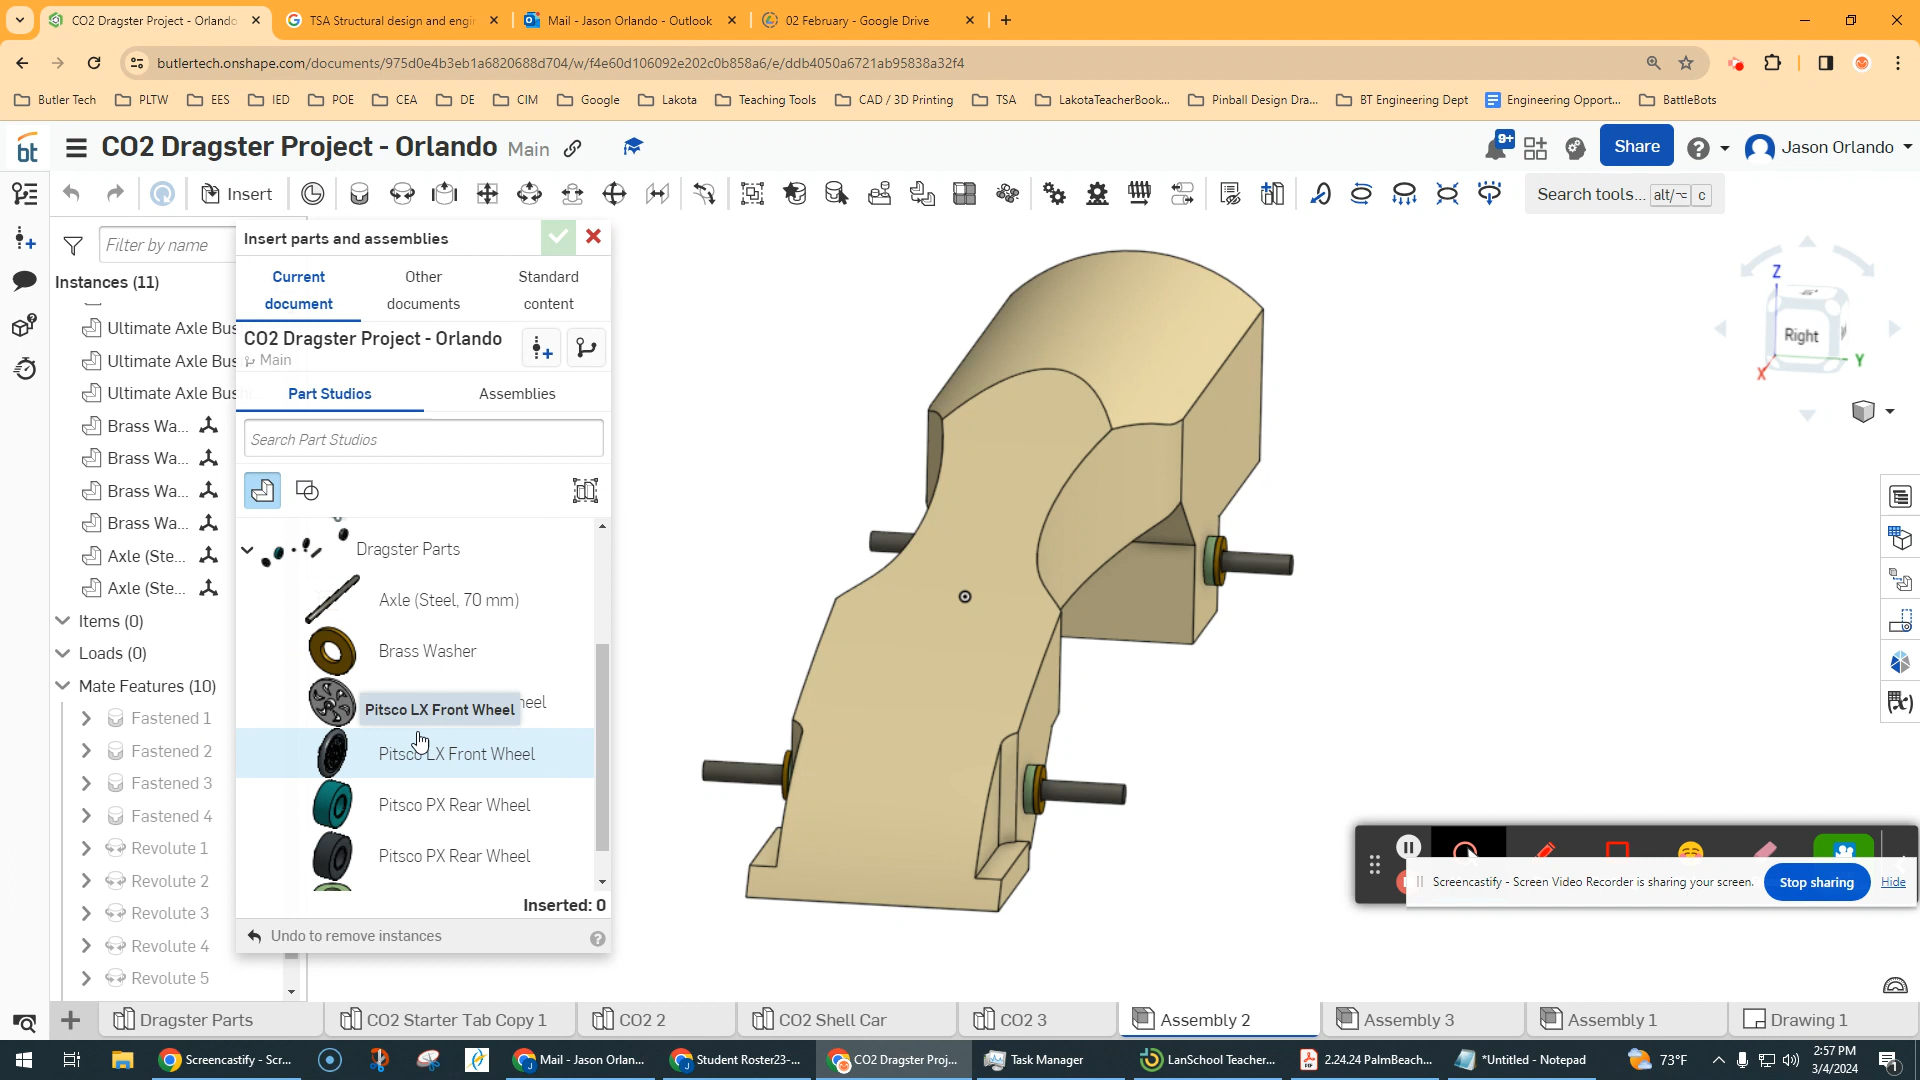 CO2 Dragster Project - Orlando
TSA Structural design and engin
Mail - Jason Orlando - Outlook
02 February - Google Drive
butlertech.onshape.com/documents/975d0e4b3eb1a6820688d704/w/f4e60d106092e202c0b858a6/e/ddb4050a6721ab95838a32f4
Butler Tech PLTW EES IED POE CEA DE CIM Google Lakota Teaching Tools CAD / 3D Printing TSA LakotaTeacherBook... Pinball Design Dra... BT Engineering Dept Engineering Opport... BattleBots
bt CO2 Dragster Project - Orlando Main 9+ Share Jason Orlando
Insert Search tools... alt/⌥ c
Filter by name
Instances (11)
Ultimate Axle Bu
Ultimate Axle Bus
Ultimate Axle Bus
Brass Wa...
Brass Wa...
Brass Wa...
Brass Wa...
Axle (Ste...
Axle (Ste...
Items (0)
Loads (0)
Mate Features (10)
Fastened 1
Fastened 2
Fastened 3
Fastened 4
Revolute 1
Revolute 2
Revolute 3
Revolute 4
Revolute 5
Insert parts and assemblies
Current document
Other documents
Standard content
CO2 Dragster Project - Orlando
Main
Part Studios Assemblies
Search Part Studios
Dragster Parts
Axle (Steel, 70 mm)
Brass Washer
heel
Pitsco LX Front Wheel
Pitsco LX Front Wheel
Pitsco PX Rear Wheel
Pitsco PX Rear Wheel
Inserted: 0
Undo to remove instances
Z
Right
Y
X
Screencastify - Screen Video Recorder is sharing your screen. Stop sharing Hide
Dragster Parts CO2 Starter Tab Copy 1 CO2 2 CO2 Shell Car CO2 3 Assembly 2 Assembly 3 Assembly 1 Drawing 1
Screencastify - Scr... Mail - Jason Orlan... Student Roster23-... CO2 Dragster Proj... Task Manager LanSchool Teacher... 2.24.24 PalmBeach... *Untitled - Notepad 73°F 2:57 PM
3/4/2024
1